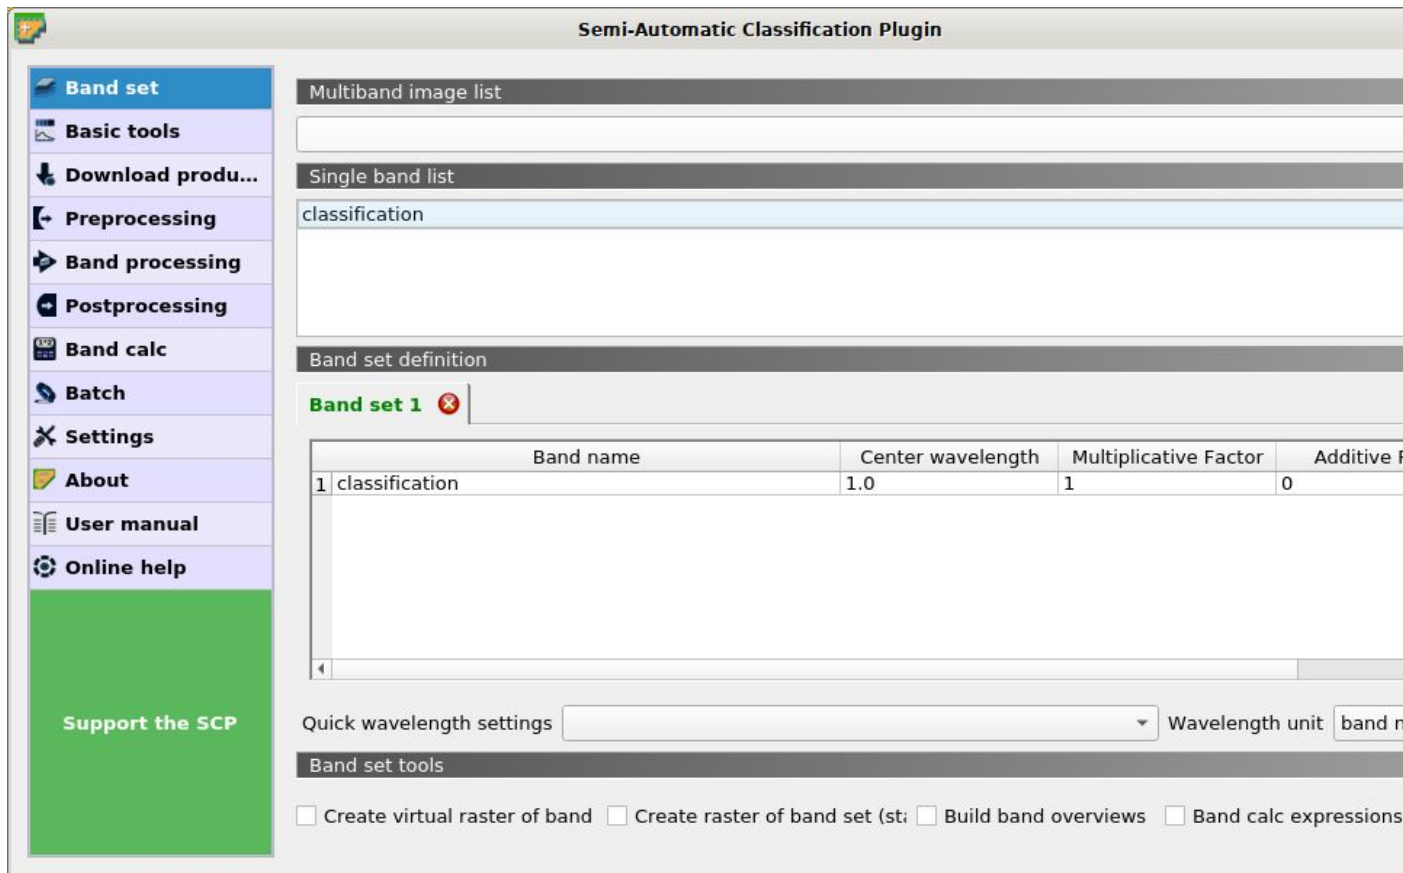 Semi-Automatic Classification Plugin
Band set
Basic tools
Download produ...
Preprocessing
Band processing
Postprocessing
Band calc
Batch
Settings
About
User manual
Online help
Support the SCP
Multiband image list
Single band list
classification
Band set definition
Band set 1
Band name Center wavelength Multiplicative Factor Additive F
1 classification 1.0 1 0
Quick wavelength settings Wavelength unit band n
Band set tools
Create virtual raster of band Create raster of band set (sta Build band overviews Band calc expressions